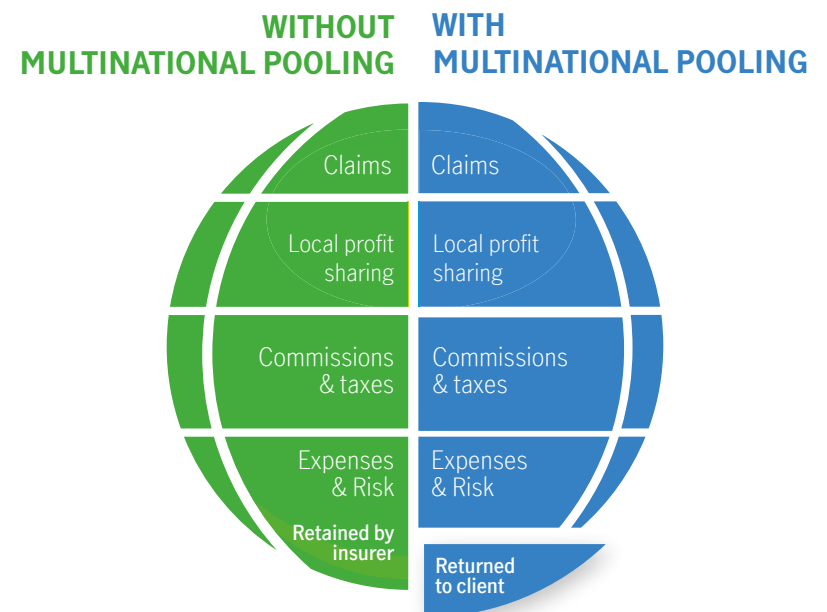 WITHOUT
MULTINATIONAL POOLING
WITH
MULTINATIONAL POOLING
Claims
Local profit
sharing
Commissions
& taxes
Expenses
& Risk
Retained by
insurer
Claims
Local profit
sharing
Commissions
& taxes
Expenses
& Risk
Returned
to client